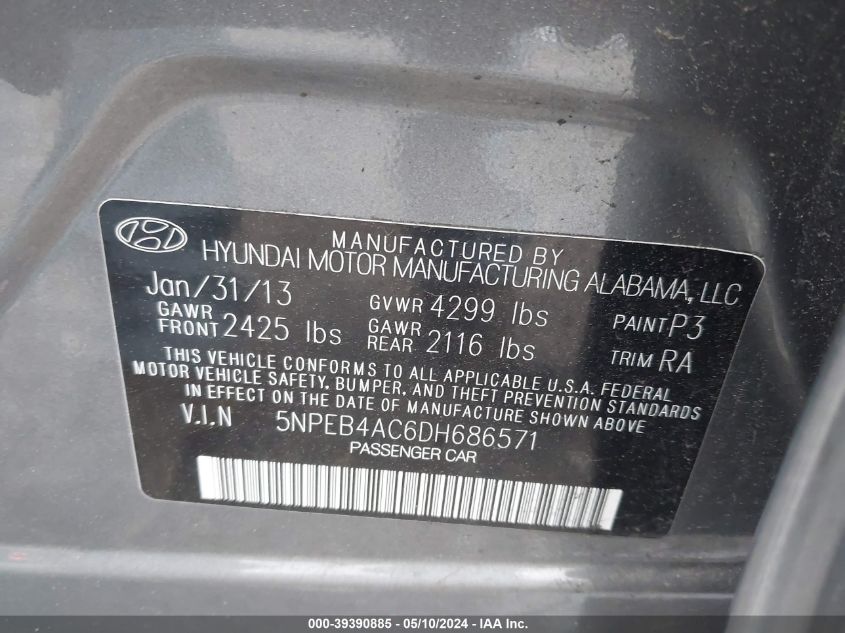 MANUFACTURED BY
HYUNDAI MOTOR MANUFACTURING ALABAMA, LLC
Jan/31/13 GVWR 4299 lbs PAINT P3
GAWR FRONT 2425 lbs GAWR REAR 2116 lbs TRIM RA
THIS VEHICLE CONFORMS TO ALL APPLICABLE U.S.A. FEDERAL
MOTOR VEHICLE SAFETY, BUMPER, AND THEFT PREVENTION STANDARDS
IN EFFECT ON THE DATE OF MANUFACTURE SHOWN ABOVE
V.I.N 5NPEB4AC6DH686571
PASSENGER CAR
000-39390885 - 05/10/2024 - IAA Inc.